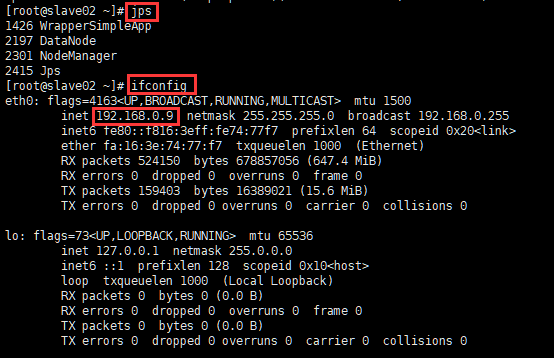 [root@slave02 ~]# jps
1426 WrapperSimpleApp
2197 DataNode
2301 NodeManager
2415 Jps
[root@slave02 ~]# ifconfig
eth0: flags=4163<UP,BROADCAST,RUNNING,MULTICAST>  mtu 1500
        inet 192.168.0.9  netmask 255.255.255.0  broadcast 192.168.0.255
        inet6 fe80::f816:3eff:fe74:77f7  prefixlen 64  scopeid 0x20<link>
        ether fa:16:3e:74:77:f7  txqueuelen 1000  (Ethernet)
        RX packets 524150  bytes 678857056 (647.4 MiB)
        RX errors 0  dropped 0  overruns 0  frame 0
        TX packets 159403  bytes 16389021 (15.6 MiB)
        TX errors 0  dropped 0 overruns 0  carrier 0  collisions 0

lo: flags=73<UP,LOOPBACK,RUNNING>  mtu 65536
        inet 127.0.0.1  netmask 255.0.0.0
        inet6 ::1  prefixlen 128  scopeid 0x10<host>
        loop  txqueuelen 1000  (Local Loopback)
        RX packets 0  bytes 0 (0.0 B)
        RX errors 0  dropped 0  overruns 0  frame 0
        TX packets 0  bytes 0 (0.0 B)
        TX errors 0  dropped 0 overruns 0  carrier 0  collisions 0